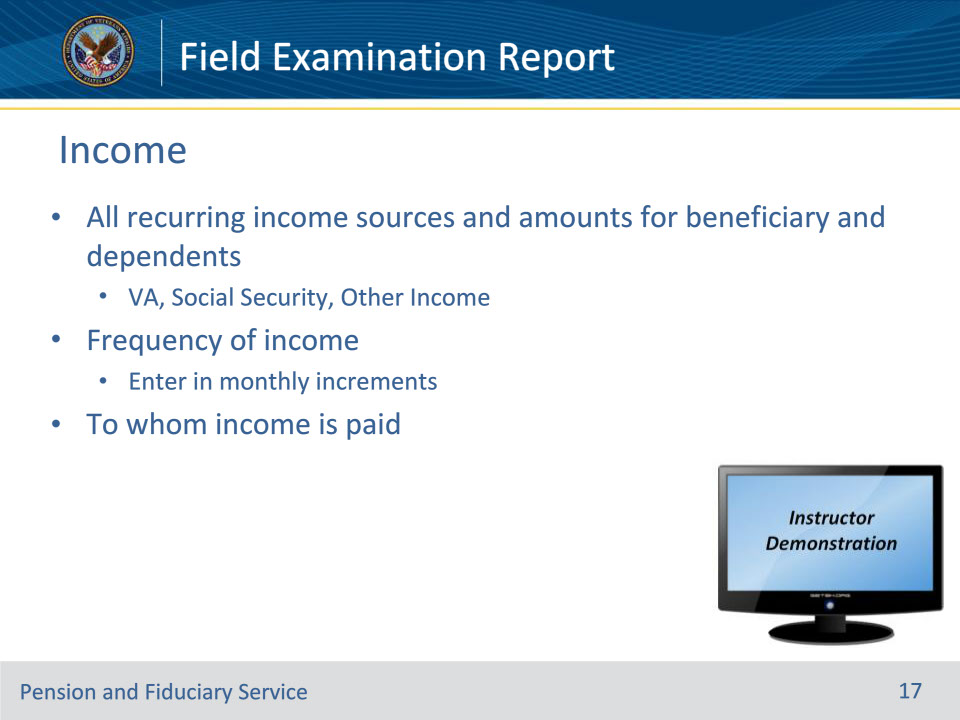 Field Examination Report
Income
• All recurring income sources and amounts for beneficiary and
dependents
• VA, Social Security, Other Income
• Frequency of income
• Enter in monthly increments
• To whom income is paid
Instructor
Demonstration
Pension and Fiduciary Service
17